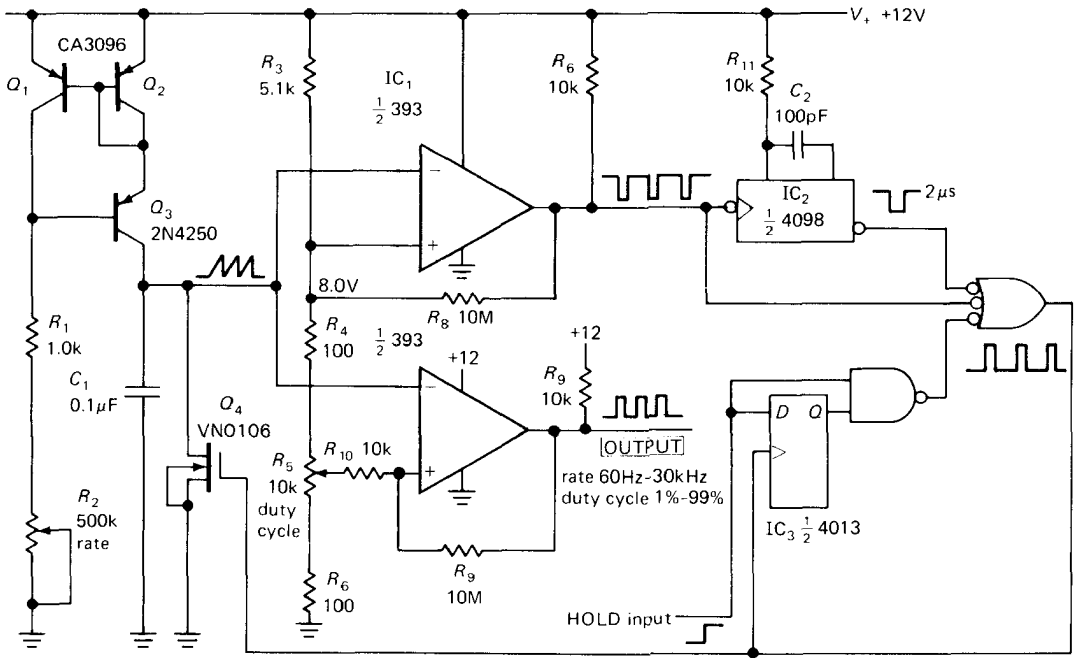 V+ +12V
CA3096
Q1
Q2
R3
5.1k
IC1
½ 393
R6
10k
R11
10k
C2
100pF
−
+
IC2
½ 4098
2µs
Q3
2N4250
8.0V
R8 10M
R1
1.0k
R4
100
½ 393
+12
+12
R9
10k
C1
0.1µF
Q4
VN0106
−
+
R10 10k
R5
10k
duty
cycle
OUTPUT
rate 60Hz-30kHz
duty cycle 1%-99%
D Q
IC3 ½ 4013
R2
500k
rate
R9
10M
R6
100
HOLD input